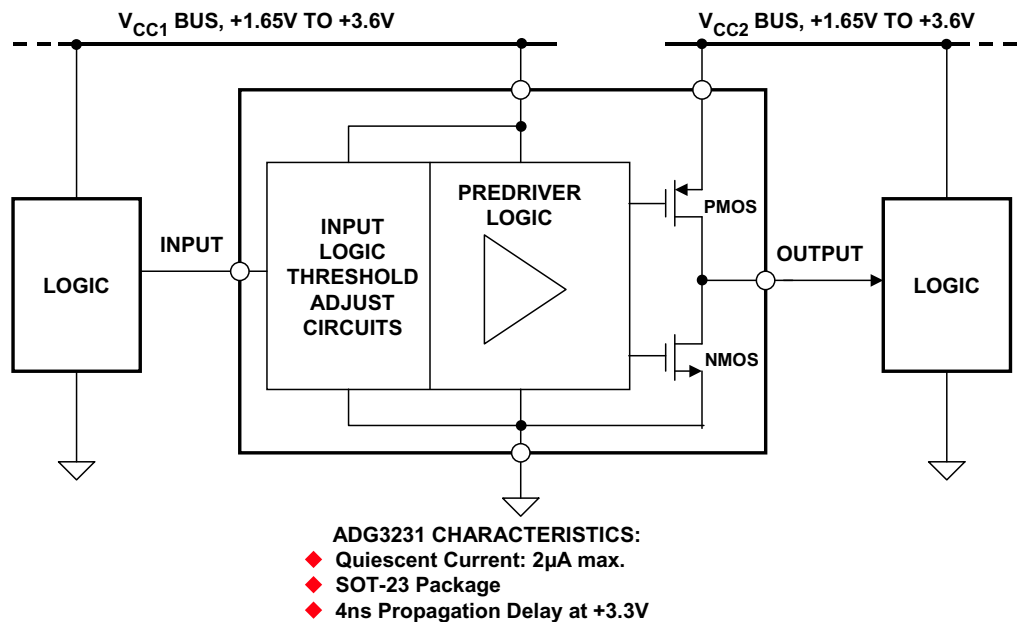 V_CC1 BUS, +1.65V TO +3.6V
V_CC2 BUS, +1.65V TO +3.6V
LOGIC
INPUT
INPUT
LOGIC
THRESHOLD
ADJUST
CIRCUITS
PREDRIVER
LOGIC
PMOS
NMOS
OUTPUT
LOGIC
ADG3231 CHARACTERISTICS:
Quiescent Current: 2µA max.
SOT-23 Package
4ns Propagation Delay at +3.3V